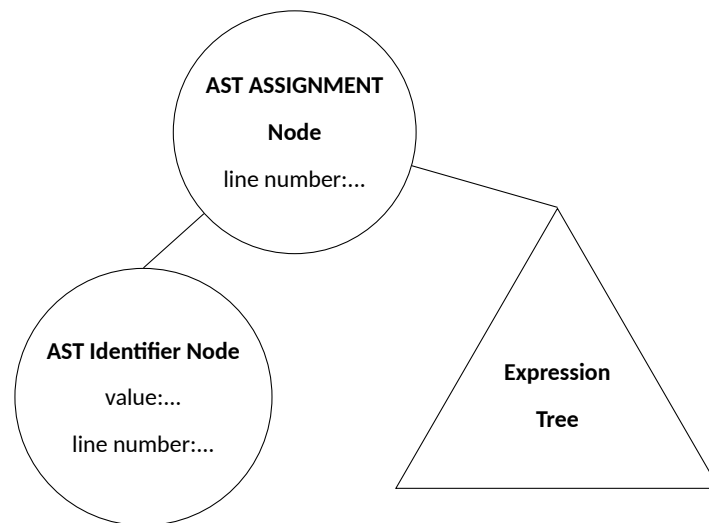 AST ASSIGNMENT
Node
line number:...
AST Identifier Node
value:...
line number:...
Expression
Tree